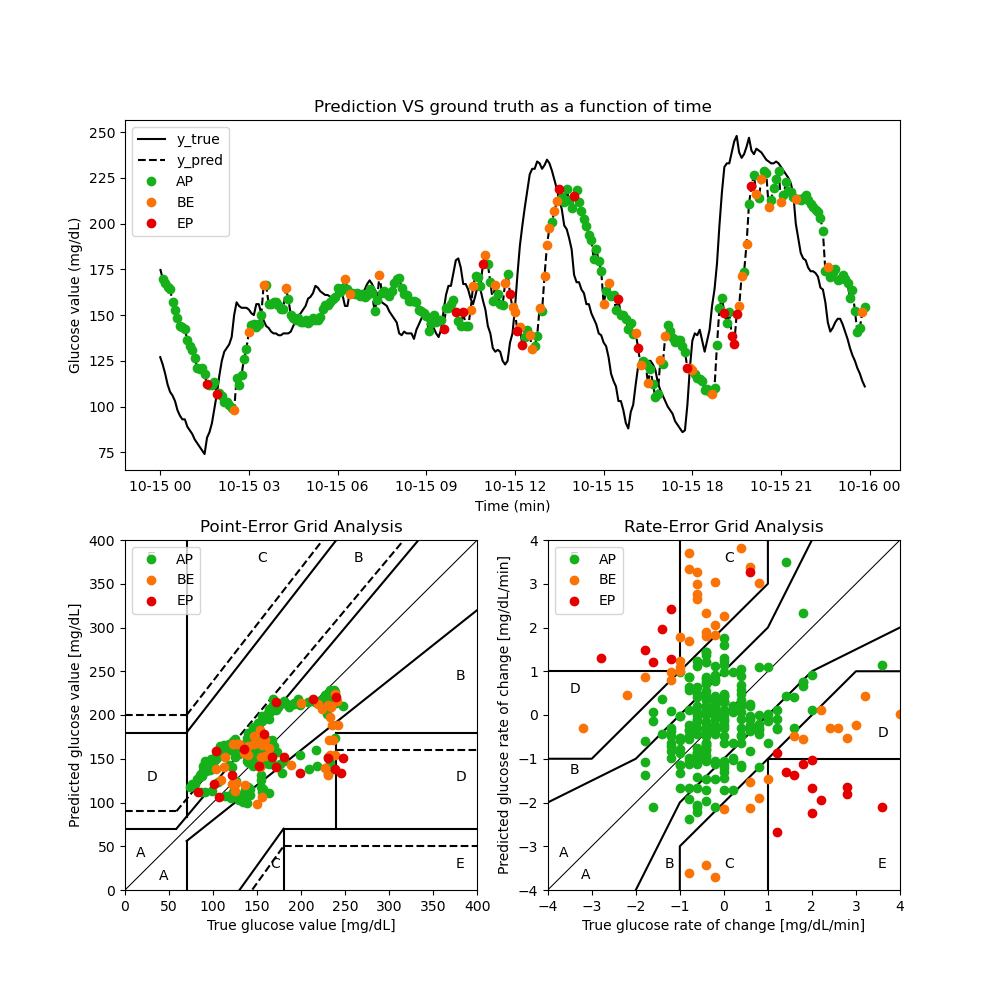 Prediction VS ground truth as a function of time
y_true
y_pred
AP
BE
EP
250
225
200
175
150
125
100
75
Glucose value (mg/dL)
10-15 00 10-15 03 10-15 06 10-15 09 10-15 12 10-15 15 10-15 18 10-15 21 10-16 00
Time (min)
Point-Error Grid Analysis
AP
BE
EP
C
B
B
D
D
A
A
C
E
400
350
300
250
200
150
100
50
0
Predicted glucose value [mg/dL]
0 50 100 150 200 250 300 350 400
True glucose value [mg/dL]
Rate-Error Grid Analysis
AP
BE
EP
C
D
D
B
A
A
B
C
E
4
3
2
1
0
−1
−2
−3
−4
Predicted glucose rate of change [mg/dL/min]
−4 −3 −2 −1 0 1 2 3 4
True glucose rate of change [mg/dL/min]